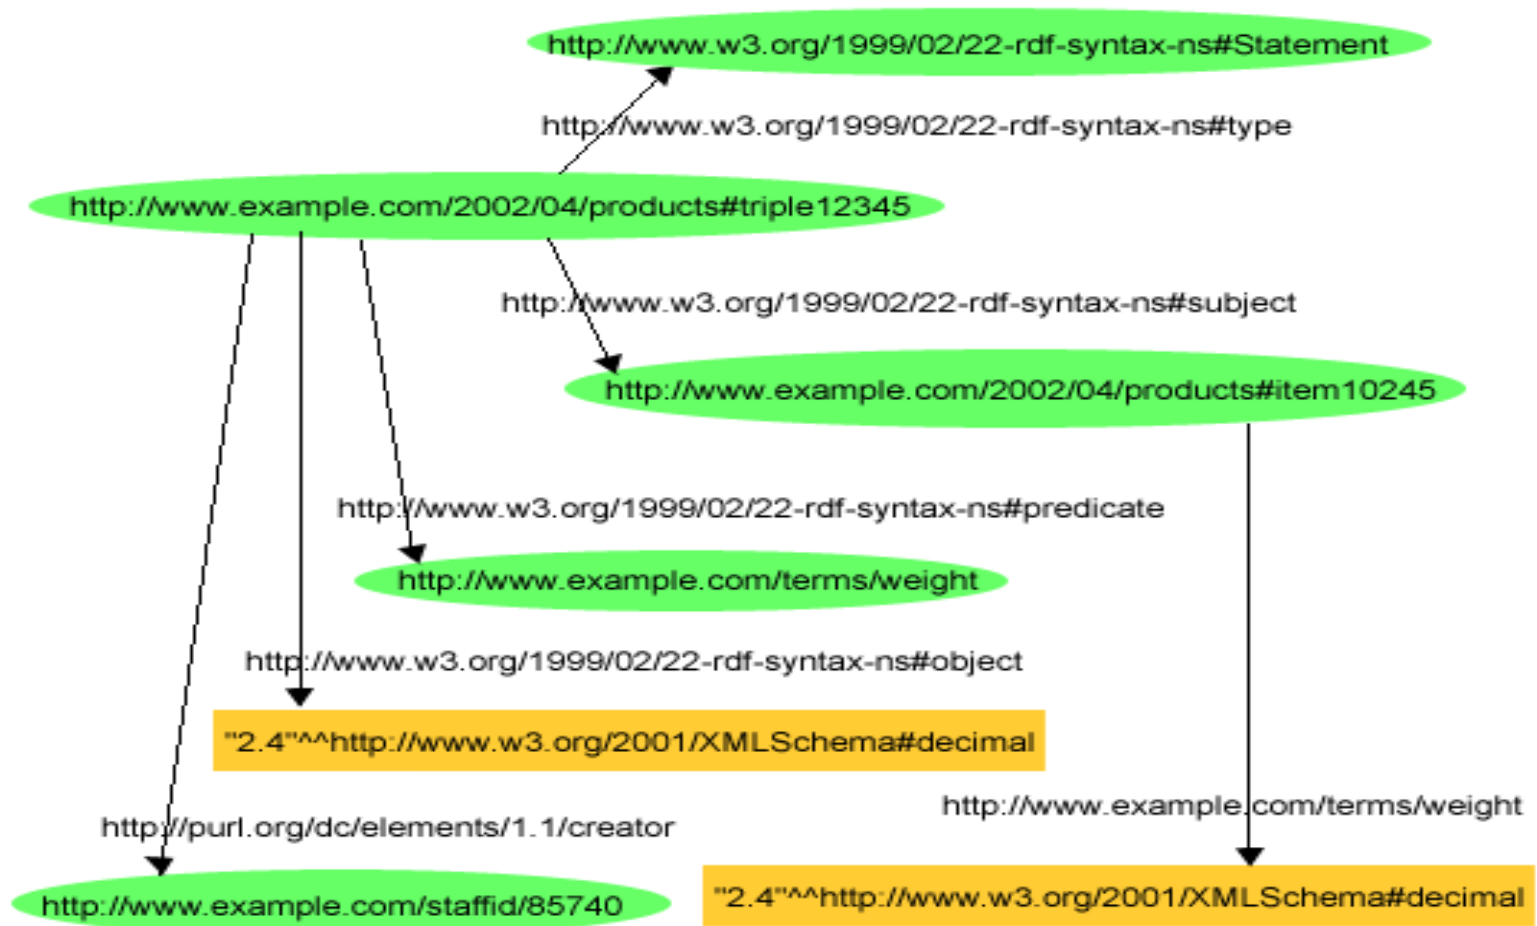 http://www.w3.org/1999/02/22-rdf-syntax-ns#Statement
http://www.w3.org/1999/02/22-rdf-syntax-ns#type
http://www.example.com/2002/04/products#triple12345
http://www.w3.org/1999/02/22-rdf-syntax-ns#subject
http://www.example.com/2002/04/products#item10245
http://www.w3.org/1999/02/22-rdf-syntax-ns#predicate
http://www.example.com/terms/weight
http://www.w3.org/1999/02/22-rdf-syntax-ns#object
"2.4"^^http://www.w3.org/2001/XMLSchema#decimal
http://www.example.com/terms/weight
http://purl.org/dc/elements/1.1/creator
"2.4"^^http://www.w3.org/2001/XMLSchema#decimal
http://www.example.com/staffid/85740